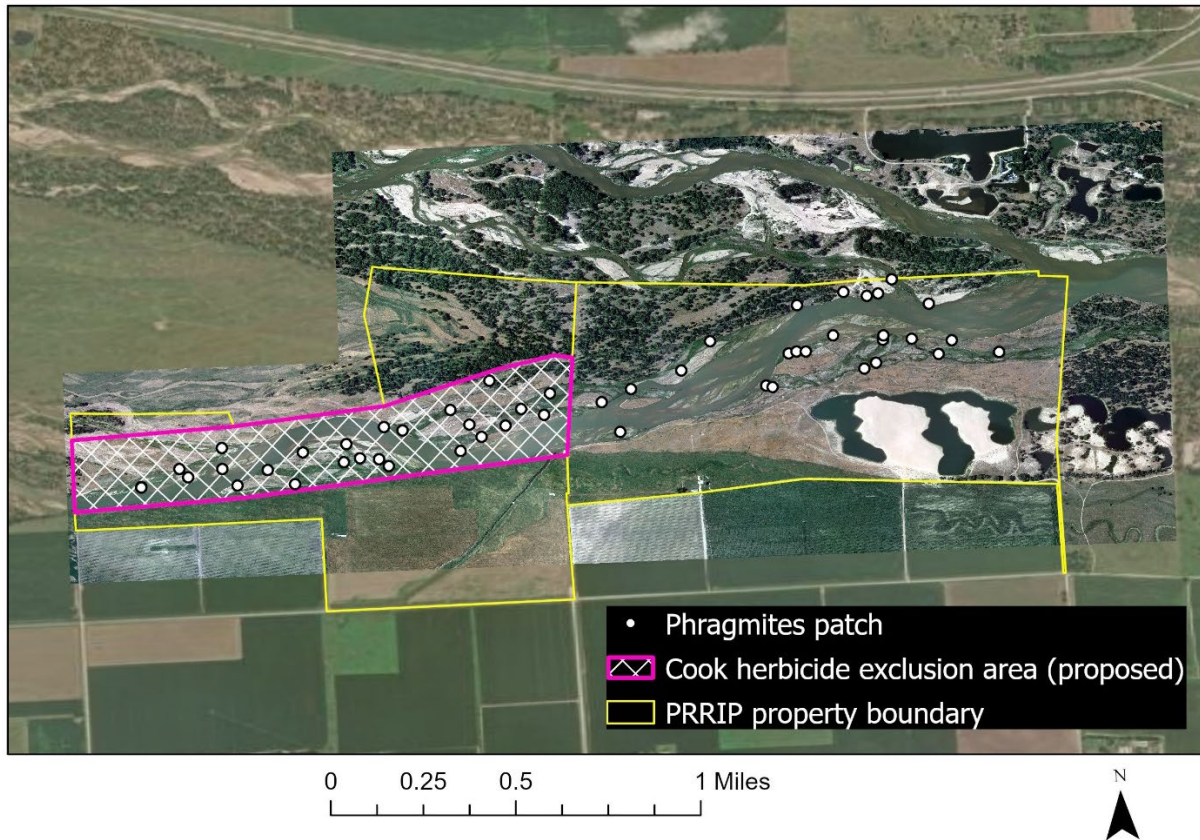 Phragmites patch
Cook herbicide exclusion area (proposed)
PRRIP property boundary
0 0.25 0.5 1 Miles
N